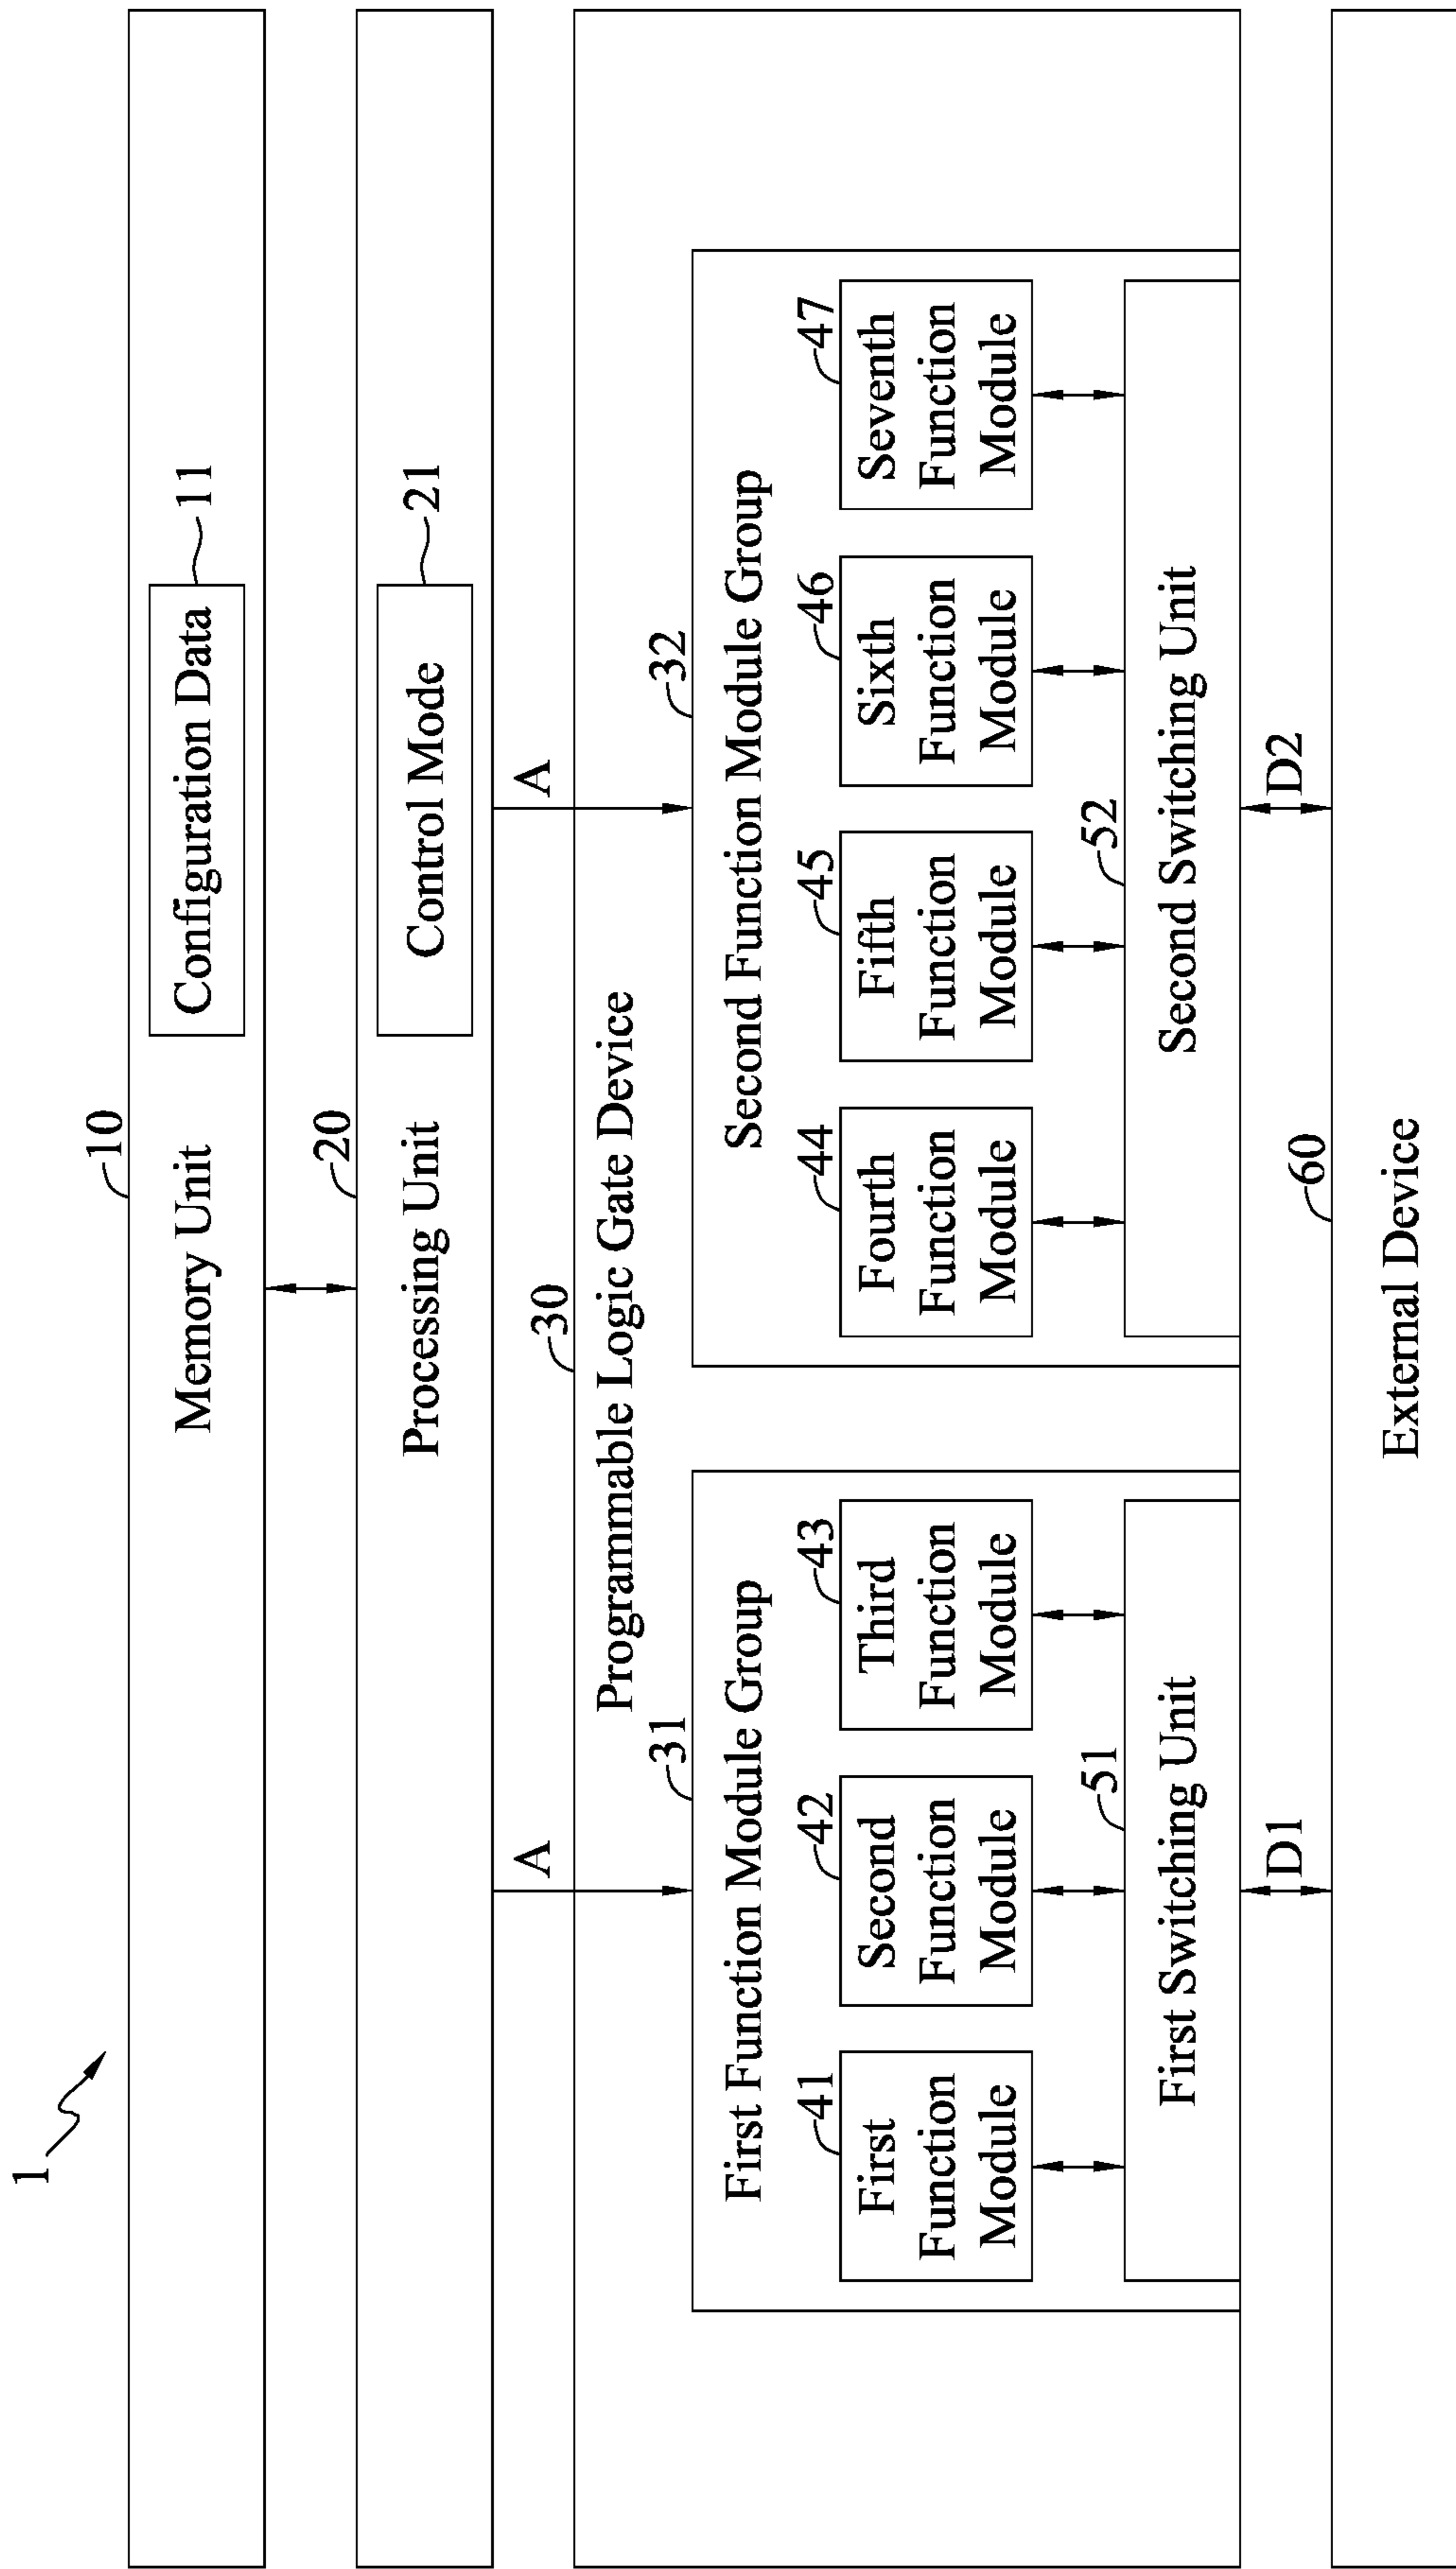 1
10
Memory Unit
Configuration Data
11
20
Processing Unit
Control Mode
21
A
A
30
Programmable Logic Gate Device
31
First Function Module Group
41
First
Function
Module
42
Second
Function
Module
43
Third
Function
Module
51
First Switching Unit
32
Second Function Module Group
44
Fourth
Function
Module
45
Fifth
Function
Module
46
Sixth
Function
Module
47
Seventh
Function
Module
52
Second Switching Unit
D1
D2
60
External Device